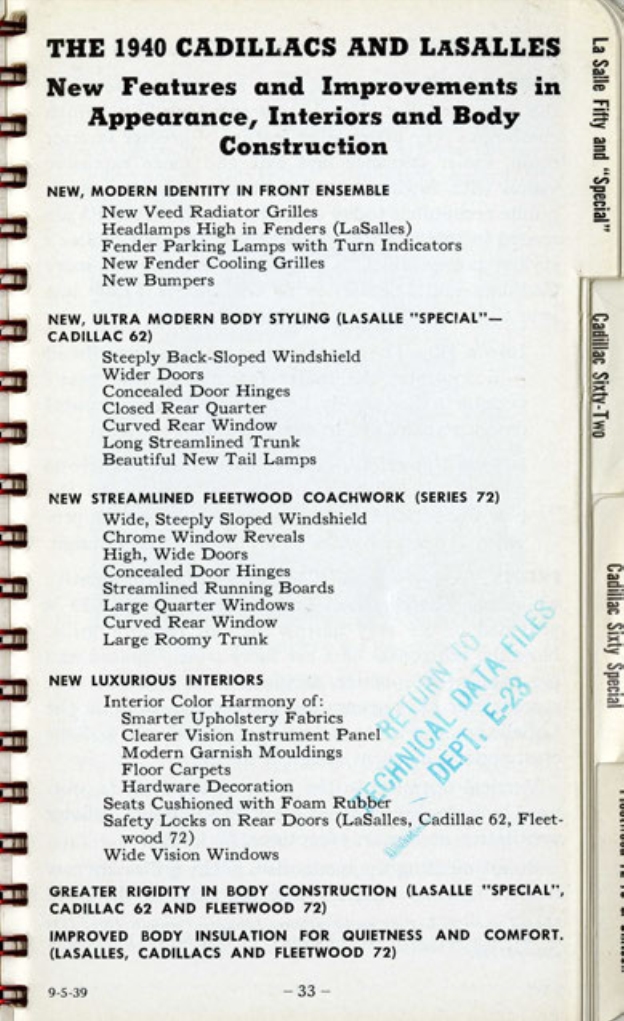 THE 1940 CADILLACS AND LaSALLES
New Features and Improvements in
Appearance, Interiors and Body
Construction
NEW, MODERN IDENTITY IN FRONT ENSEMBLE
New Veed Radiator Grilles
Headlamps High in Fenders (LaSalles)
Fender Parking Lamps with Turn Indicators
New Fender Cooling Grilles
New Bumpers
NEW, ULTRA MODERN BODY STYLING (LaSALLE "SPECIAL"—
CADILLAC 62)
Steeply Back-Sloped Windshield
Wider Doors
Concealed Door Hinges
Closed Rear Quarter
Curved Rear Window
Long Streamlined Trunk
Beautiful New Tail Lamps
NEW STREAMLINED FLEETWOOD COACHWORK (SERIES 72)
Wide, Steeply Sloped Windshield
Chrome Window Reveals
High, Wide Doors
Concealed Door Hinges
Streamlined Running Boards
Large Quarter Windows
Curved Rear Window
Large Roomy Trunk
NEW LUXURIOUS INTERIORS
Interior Color Harmony of:
Smarter Upholstery Fabrics
Clearer Vision Instrument Panel
Modern Garnish Mouldings
Floor Carpets
Hardware Decoration
Seats Cushioned with Foam Rubber
Safety Locks on Rear Doors (LaSalles, Cadillac 62, Fleet-
wood 72)
Wide Vision Windows
GREATER RIGIDITY IN BODY CONSTRUCTION (LaSALLE "SPECIAL",
CADILLAC 62 AND FLEETWOOD 72)
IMPROVED BODY INSULATION FOR QUIETNESS AND COMFORT.
(LaSALLES, CADILLACS AND FLEETWOOD 72)
9-5-39
– 33 –
RETURN TO
TECHNICAL DATA FILES
DEPT. E-23
La Salle Fifty and "Special"
Cadillac Sixty-Two
Cadillac Sixty Special